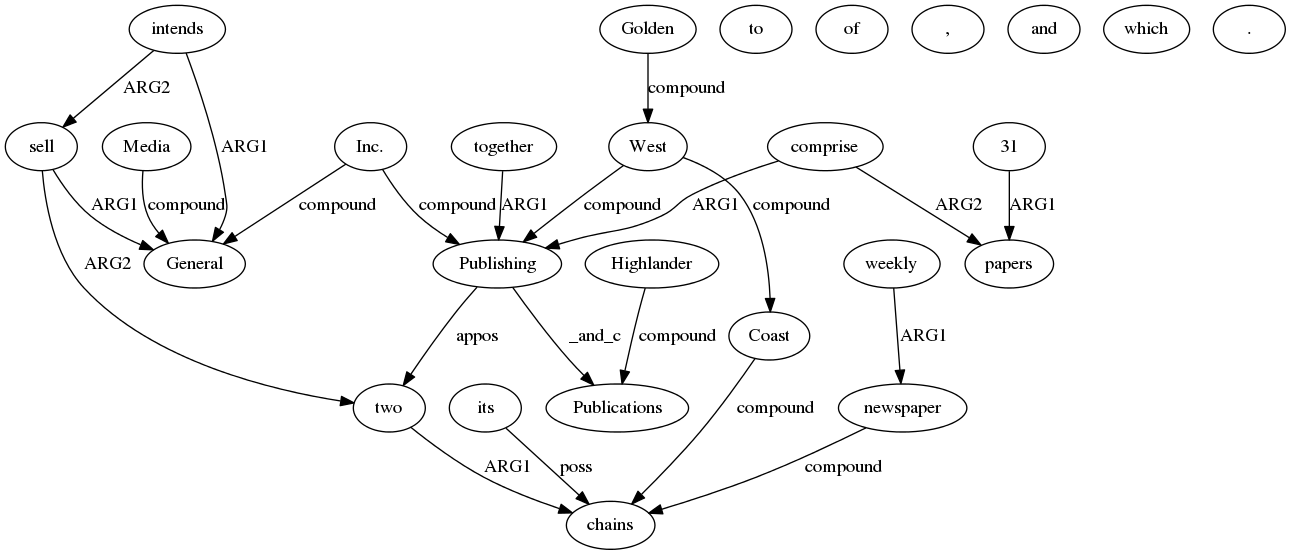 intends Golden to of , and which .
ARG2 compound
sell Media ARG1 Inc. together West comprise 31
ARG1 compound compound compound ARG1 compound ARG1 compound ARG2 ARG1
ARG2 General Publishing Highlander weekly papers
appos _and_c compound Coast ARG1
two its Publications compound newspaper
ARG1 poss compound
chains